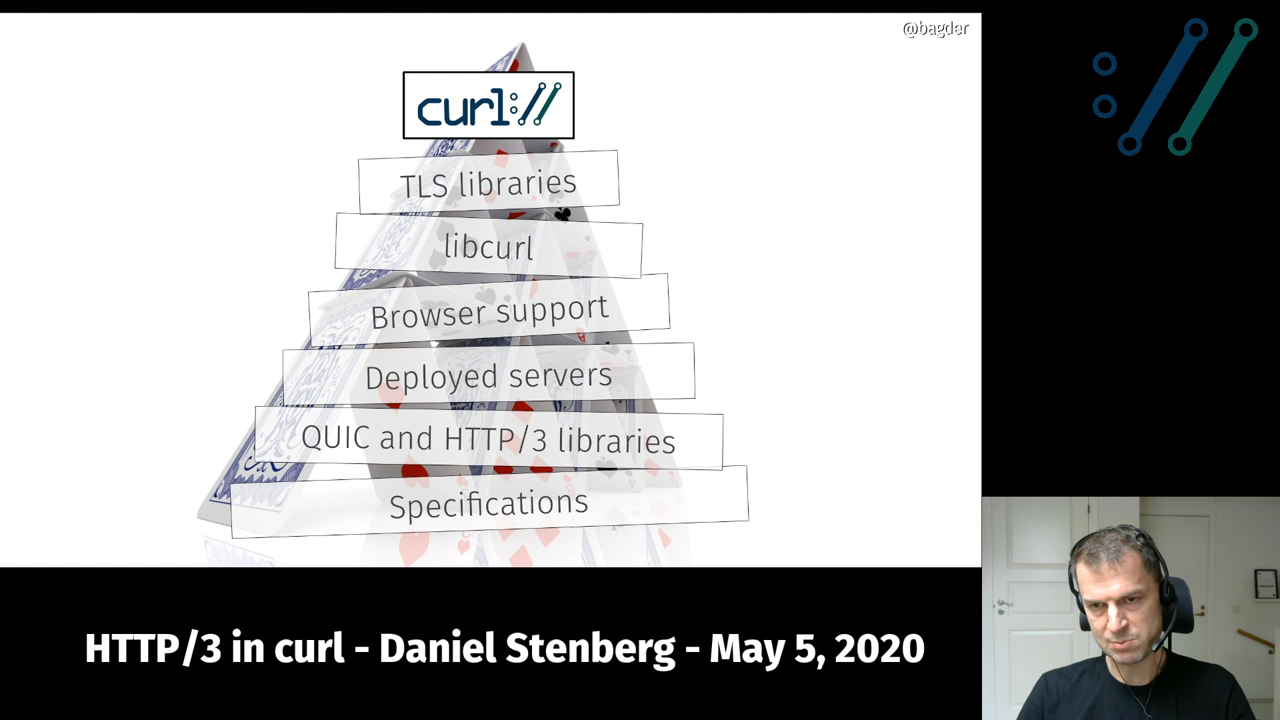 @bagder
curl://
TLS libraries
libcurl
Browser support
Deployed servers
QUIC and HTTP/3 libraries
Specifications
HTTP/3 in curl - Daniel Stenberg - May 5, 2020